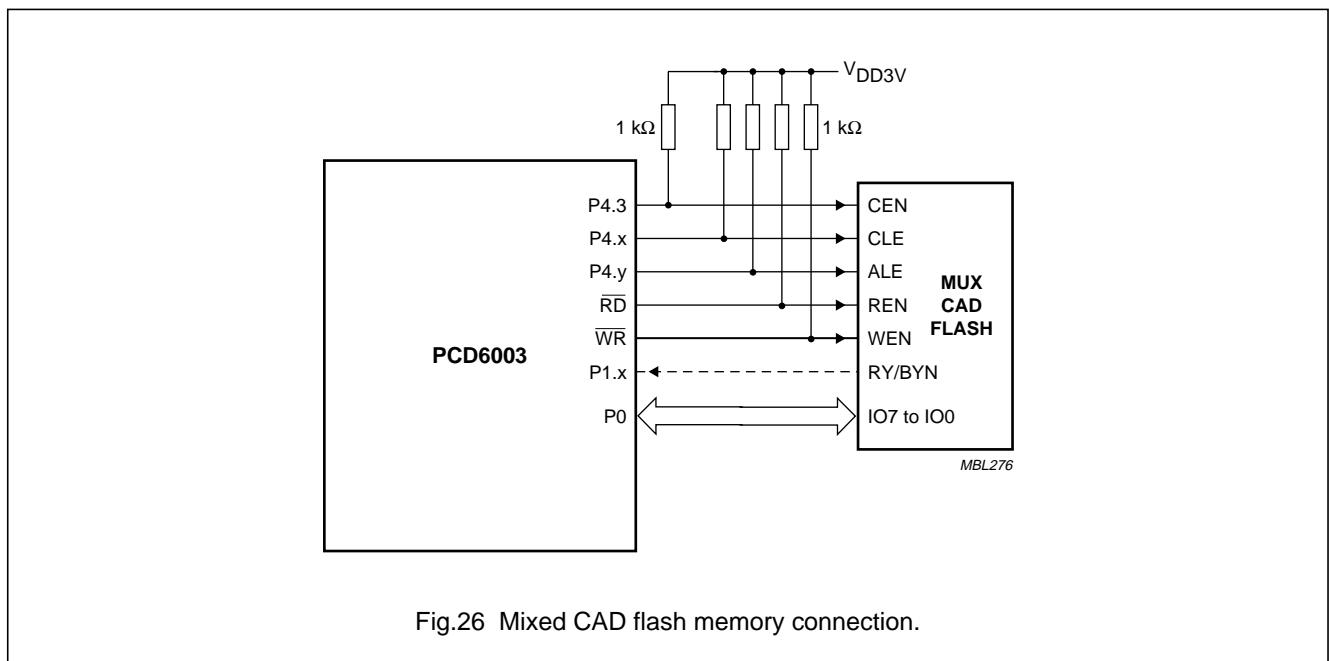 VDD3V
1 kΩ
1 kΩ
P4.3
CEN
P4.x
CLE
P4.y
ALE
RD
REN
WR
WEN
P1.x
RY/BYN
P0
IO7 to IO0
PCD6003
MUX
CAD
FLASH
MBL276
Fig.26 Mixed CAD flash memory connection.